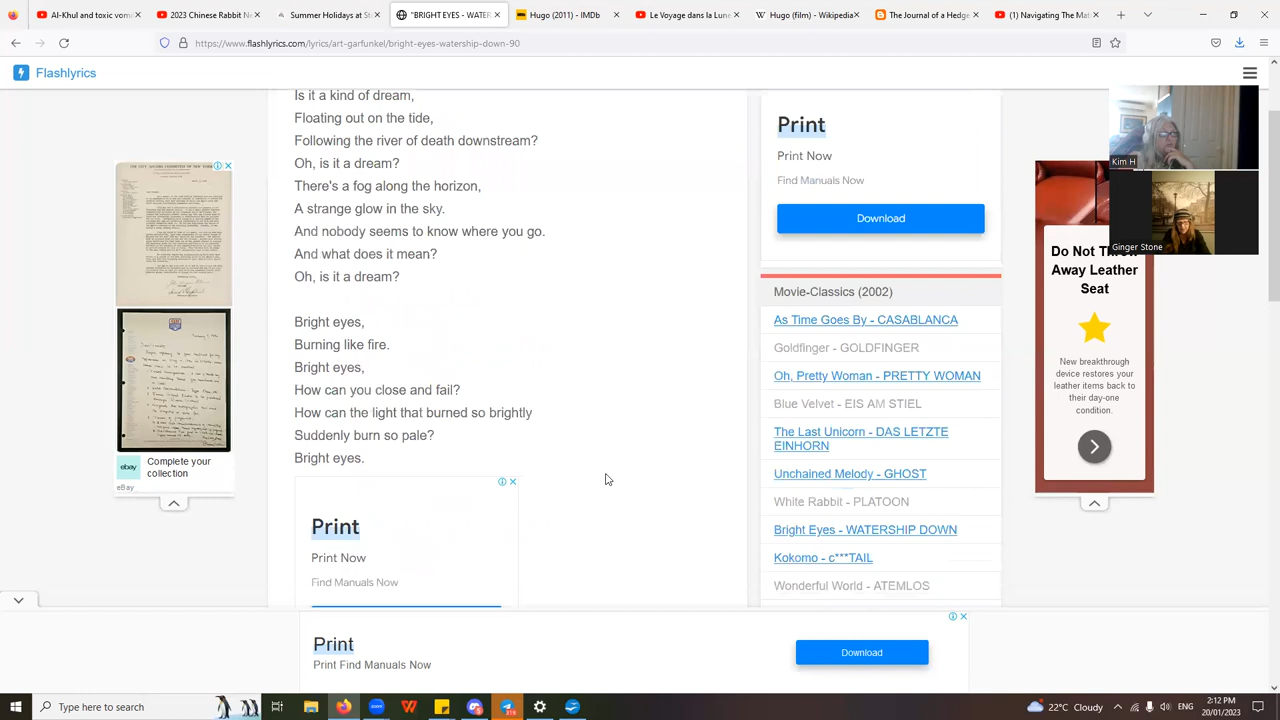 AI-Khul and toxic vomi
2023 Chinese Rabbit Ne
Summer Holidays at St
"BRIGHT EYES - WATER
Hugo (2011) - IMDb
Le Voyage dans la Lune
Hugo (film) - Wikipedia
The Journal of a Hedge
(1) Navigating The Mat
https://www.flashlyrics.com/lyrics/art-garfunkel/bright-eyes-watership-down-90
Flashlyrics
Is it a kind of dream,
Floating out on the tide,
Following the river of death downstream?
Oh, is it a dream?
There's a fog along the horizon,
A strange glow in the sky,
And nobody seems to know where you go.
And what does it mean?
Oh, is it a dream?
Bright eyes,
Burning like fire.
Bright eyes,
How can you close and fail?
How can the light that burned so brightly
Suddenly burn so pale?
Bright eyes.
Print
Print Now
Find Manuals Now
Complete your
collection
ebay
eBay
Print
Print Now
Find Manuals Now
Download
Movie-Classics (2002)
As Time Goes By - CASABLANCA
Goldfinger - GOLDFINGER
Oh, Pretty Woman - PRETTY WOMAN
Blue Velvet - EIS AM STIEL
The Last Unicorn - DAS LETZTE
EINHORN
Unchained Melody - GHOST
White Rabbit - PLATOON
Bright Eyes - WATERSHIP DOWN
Kokomo - c***TAIL
Wonderful World - ATEMLOS
Kim H
Ginger Stone
Do Not Throw
Away Leather
Seat
New breakthrough
device restores your
leather items back to
their day-one
condition.
Print
Print Find Manuals Now
Download
Type here to search
22°C Cloudy
ENG
2:12 PM
20/01/2023